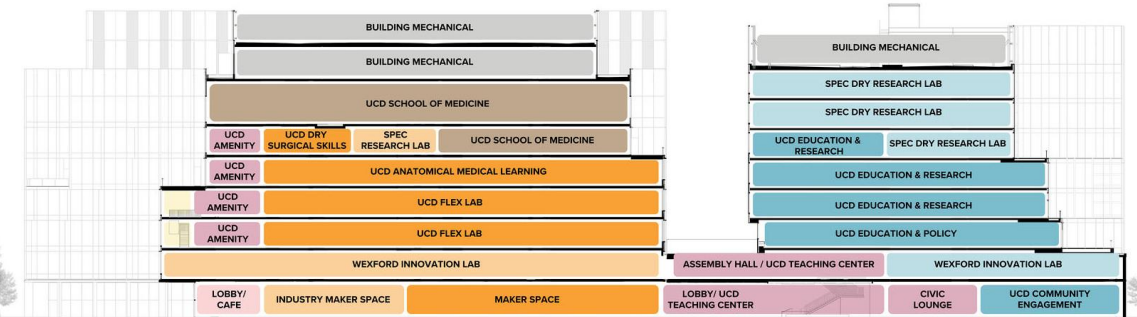 BUILDING MECHANICAL
BUILDING MECHANICAL
UCD SCHOOL OF MEDICINE
UCD
AMENITY
UCD DRY
SURGICAL SKILLS
SPEC
RESEARCH LAB
UCD SCHOOL OF MEDICINE
UCD
AMENITY
UCD ANATOMICAL MEDICAL LEARNING
UCD
AMENITY
UCD FLEX LAB
UCD
AMENITY
UCD FLEX LAB
WEXFORD INNOVATION LAB
LOBBY/
CAFE
INDUSTRY MAKER SPACE
MAKER SPACE
BUILDING MECHANICAL
SPEC DRY RESEARCH LAB
SPEC DRY RESEARCH LAB
UCD EDUCATION &
RESEARCH
SPEC DRY RESEARCH LAB
UCD EDUCATION & RESEARCH
UCD EDUCATION & RESEARCH
UCD EDUCATION & POLICY
ASSEMBLY HALL / UCD TEACHING CENTER
WEXFORD INNOVATION LAB
LOBBY/ UCD
TEACHING CENTER
CIVIC
LOUNGE
UCD COMMUNITY
ENGAGEMENT